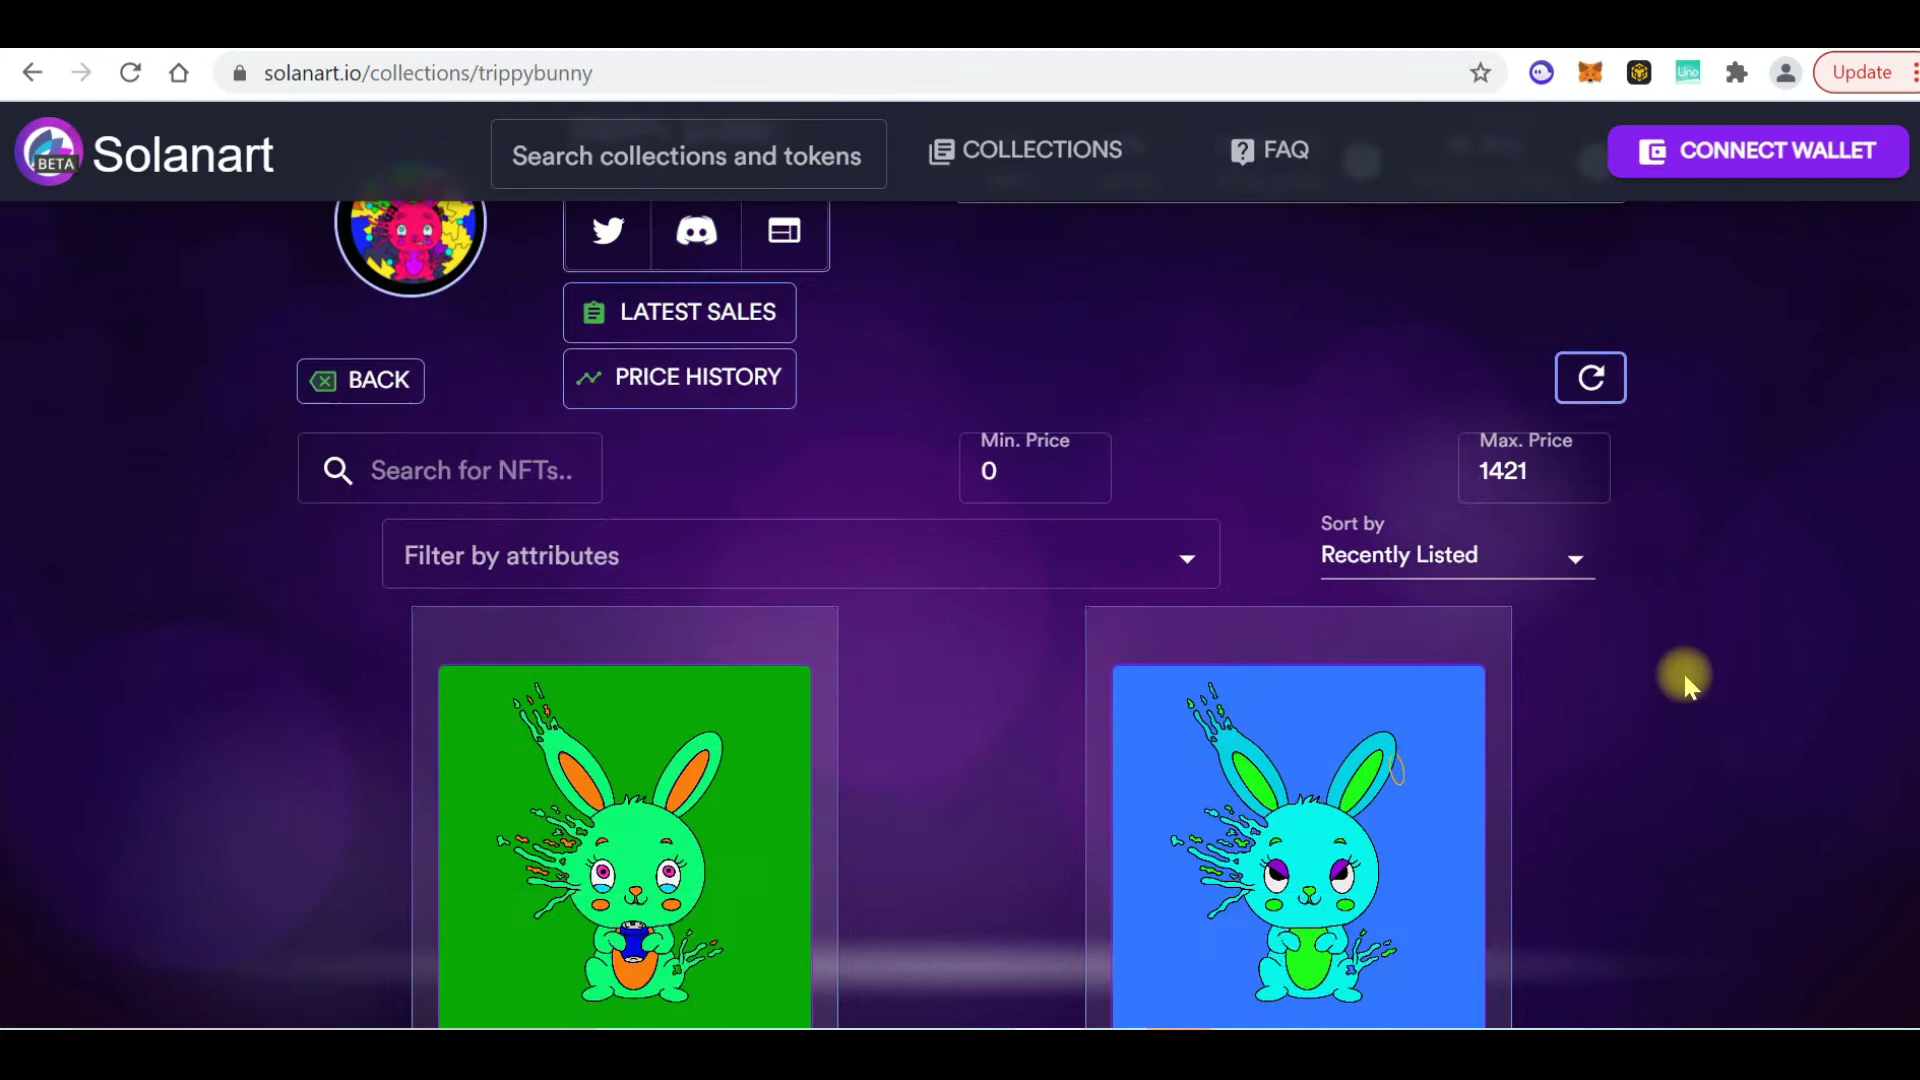 solanart.io/collections/trippybunny
Uno
Update
BETA
Solanart
Search collections and tokens
COLLECTIONS
FAQ
CONNECT WALLET
LATEST SALES
BACK
PRICE HISTORY
Search for NFTs..
Min. Price
0
Max. Price
1421
Filter by attributes
Sort by
Recently Listed